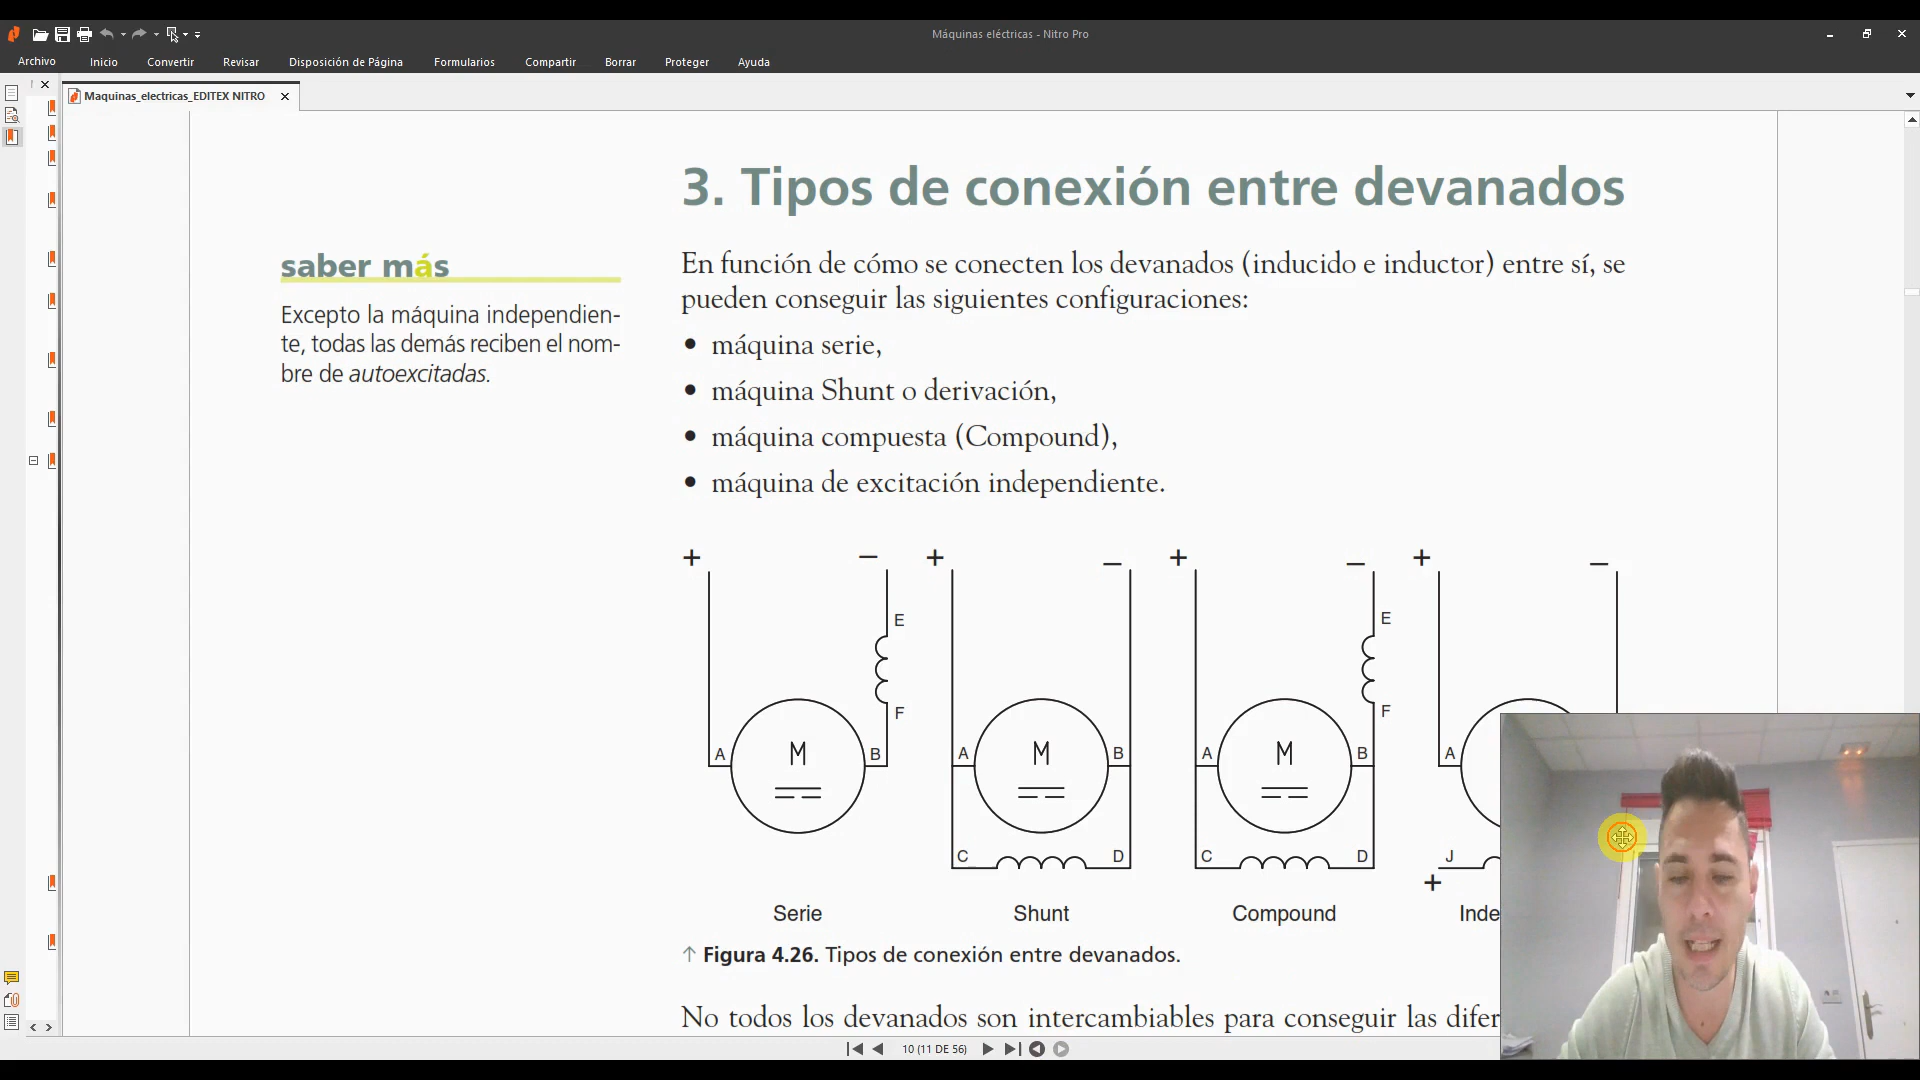 Máquinas eléctricas - Nitro Pro
Archivo Inicio Convertir Revisar Disposición de Página Formularios Compartir Borrar Proteger Ayuda
Maquinas_electricas_EDITEX NITRO
3. Tipos de conexión entre devanados
saber más
Excepto la máquina independien-
te, todas las demás reciben el nom-
bre de autoexcitadas.
En función de cómo se conecten los devanados (inducido e inductor) entre sí, se
pueden conseguir las siguientes configuraciones:
• máquina serie,
• máquina Shunt o derivación,
• máquina compuesta (Compound),
• máquina de excitación independiente.
+ – + – + – + –
E E
F F
A M B A M B A M B A
C D C D J
+
Serie Shunt Compound Inde
↑ Figura 4.26. Tipos de conexión entre devanados.
No todos los devanados son intercambiables para conseguir las difer
10 (11 DE 56)